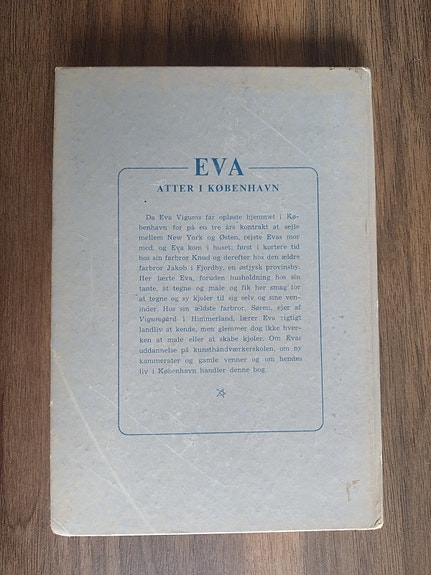 EVA
ATTER I KØBENHAVN
Da Eva Vigums far opløste hjemmet i Kø-
benhavn for på en tre års kontrakt at sejle
mellem New York og Østen, rejste Evas mor
med, og Eva kom i huset; først i kortere tid
hos sin farbror Knud og derefter hos den ældre
farbror Jakob i Fjordby, en østjysk provinsby.
Her lærte Eva, foruden husholdning hos sin
tante, at tegne og male og fik her smag for
at tegne og sy kjoler til sig selv og sine ven-
inder. Hos sin ældste farbror, Søren, ejer af
Vigumgård i Himmerland, lærer Eva rigtigt
landliv at kende, men glemmer dog ikke hver-
ken at male eller at skabe kjoler. Om Evas
uddannelse på kunsthåndværkerskolen, om ny
kammerater og gamle venner og om hendes
liv i København handler denne bog.